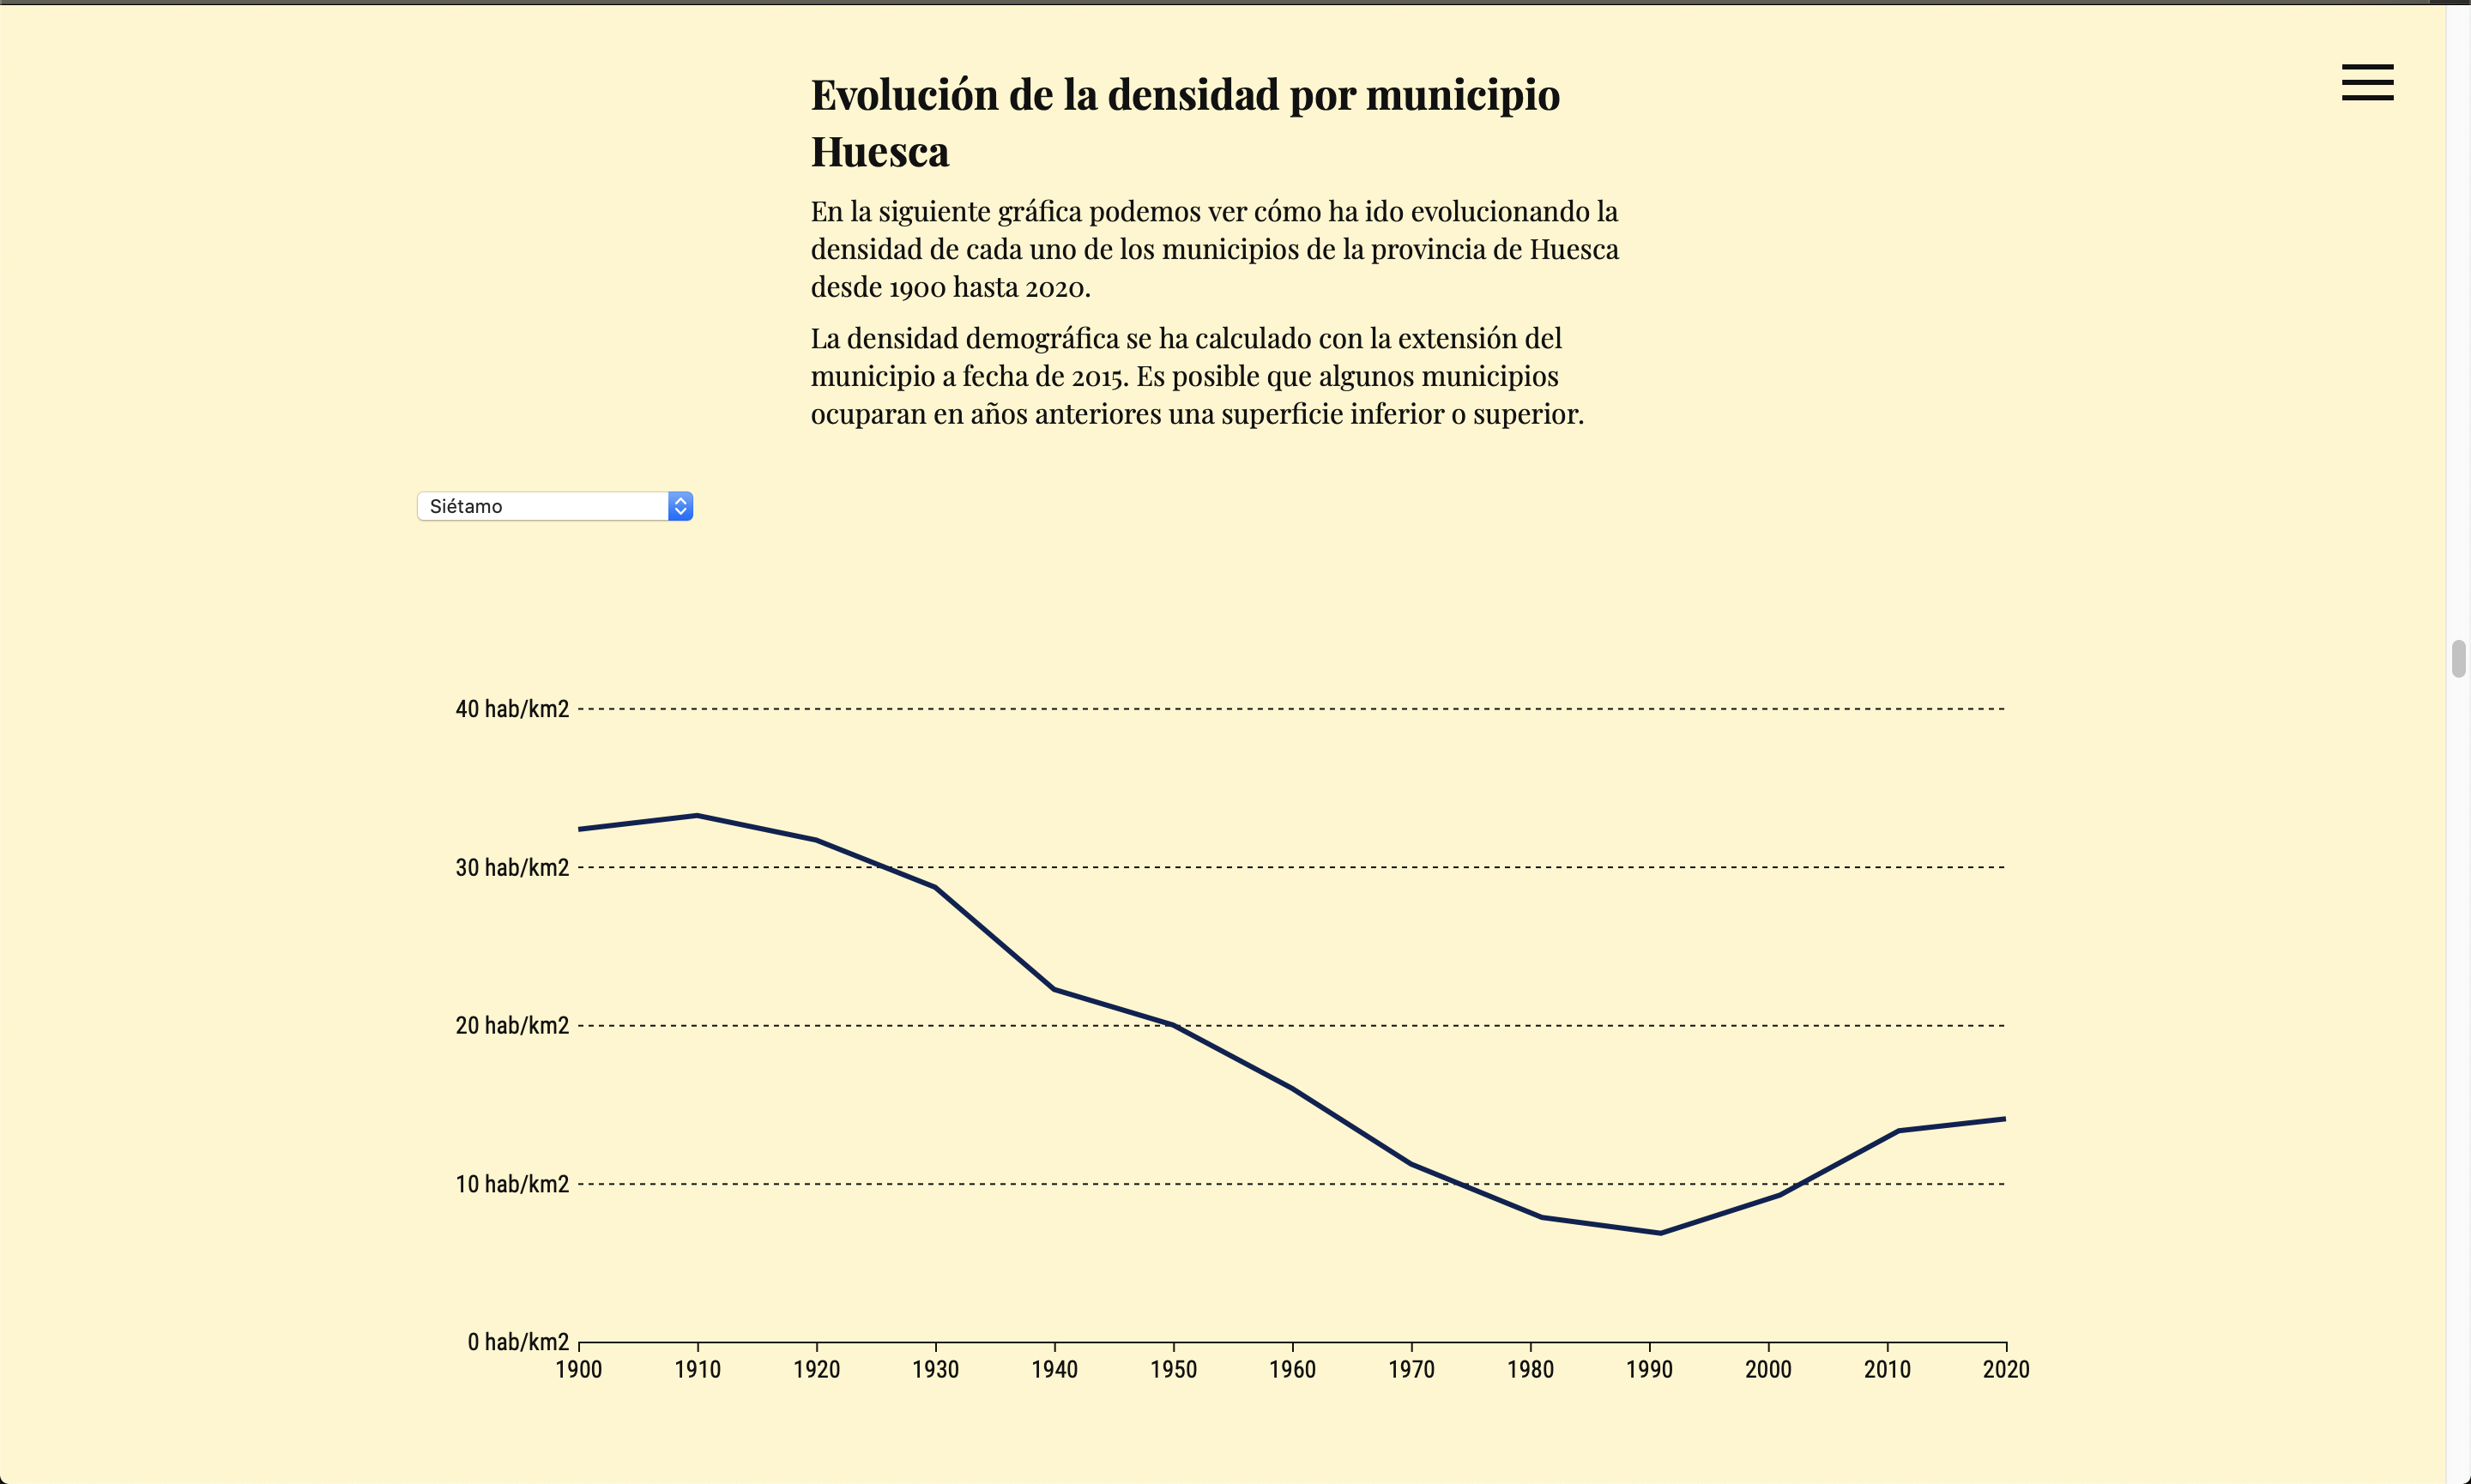 Evolución de la densidad por municipio
Huesca
En la siguiente gráfica podemos ver cómo ha ido evolucionando la
densidad de cada uno de los municipios de la provincia de Huesca
desde 1900 hasta 2020.
La densidad demográfica se ha calculado con la extensión del
municipio a fecha de 2015. Es posible que algunos municipios
ocuparan en años anteriores una superficie inferior o superior.
Siétamo
40 hab/km2
30 hab/km2
20 hab/km2
10 hab/km2
0 hab/km2
1900 1910 1920 1930 1940 1950 1960 1970 1980 1990 2000 2010 2020